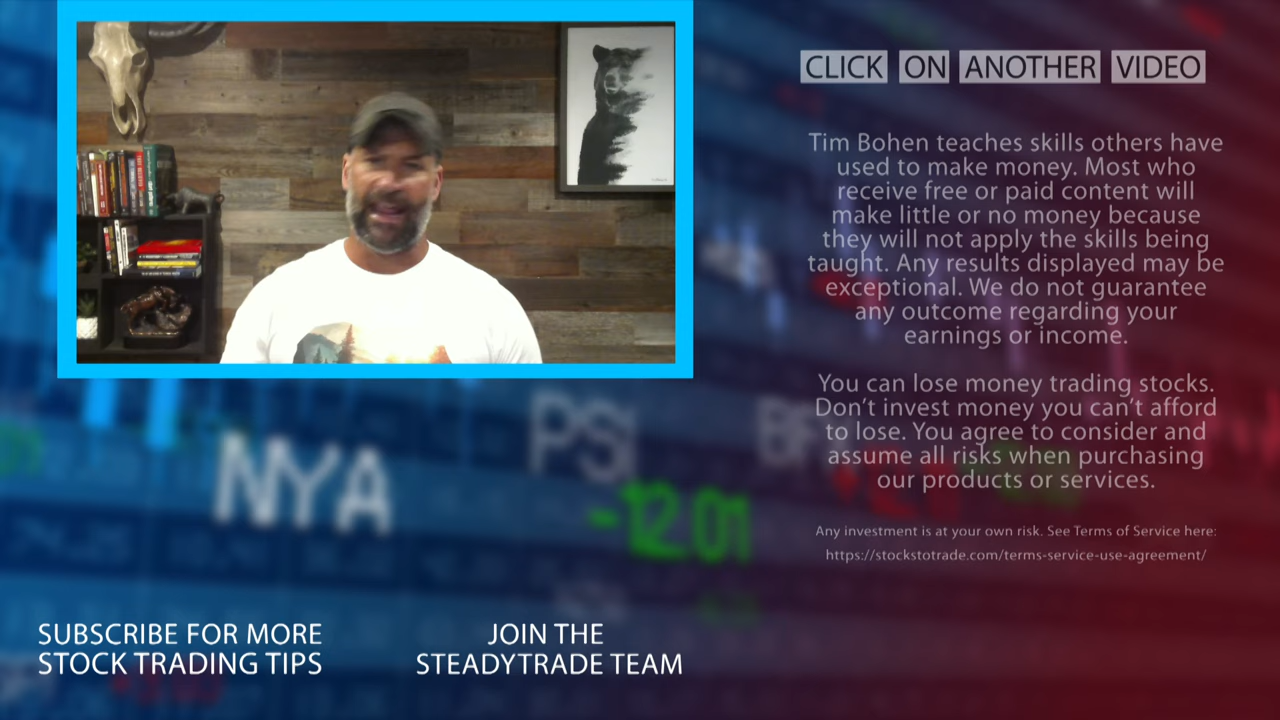 CLICK ON ANOTHER VIDEO
Tim Bohen teaches skills others have
used to make money. Most who
receive free or paid content will
make little or no money because
they will not apply the skills being
taught. Any results displayed may be
exceptional. We do not guarantee
any outcome regarding your
earnings or income.
You can lose money trading stocks.
Don't invest money you can't afford
to lose. You agree to consider and
assume all risks when purchasing
our products or services.
Any investment is at your own risk. See Terms of Service here:
https://stockstotrade.com/terms-service-use-agreement/
NYA
PSI
-12.01
SUBSCRIBE FOR MORE
STOCK TRADING TIPS
JOIN THE
STEADYTRADE TEAM